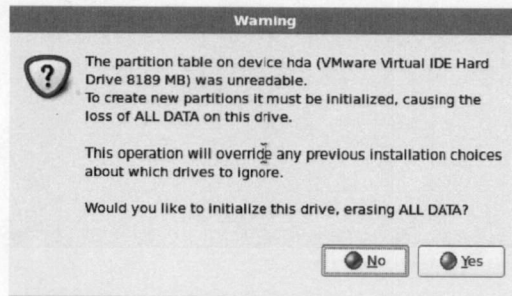 Warning
The partition table on device hda (VMware Virtual IDE Hard
Drive 8189 MB) was unreadable.
To create new partitions it must be initialized, causing the
loss of ALL DATA on this drive.
This operation will override any previous installation choices
about which drives to ignore.
Would you like to initialize this drive, erasing ALL DATA?
No
Yes